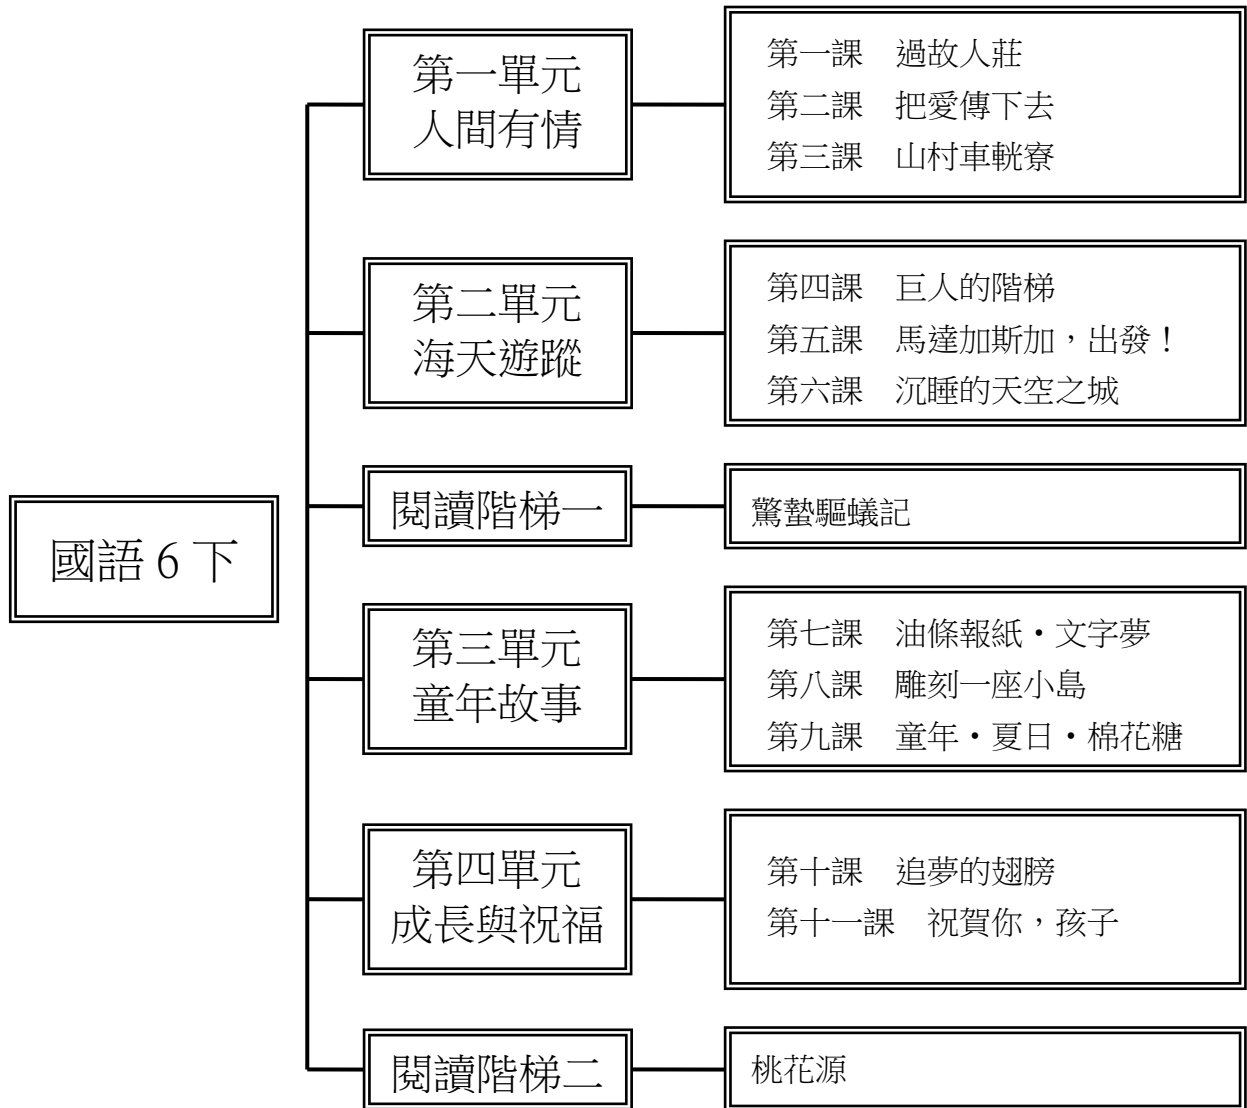 國語 6 下
第一單元
人間有情
第一課　過故人莊
第二課　把愛傳下去
第三課　山村車輄寮
第二單元
海天遊蹤
第四課　巨人的階梯
第五課　馬達加斯加，出發！
第六課　沉睡的天空之城
閱讀階梯一
驚蟄驅蟻記
第三單元
童年故事
第七課　油條報紙・文字夢
第八課　雕刻一座小島
第九課　童年・夏日・棉花糖
第四單元
成長與祝福
第十課　追夢的翅膀
第十一課　祝賀你，孩子
閱讀階梯二
桃花源